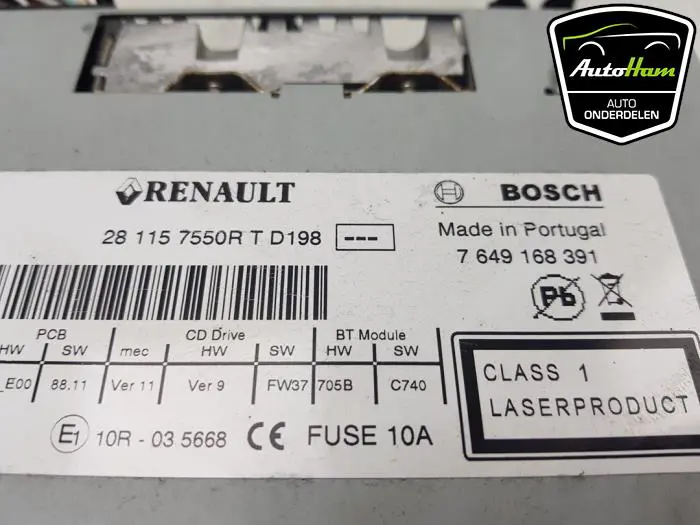 AutoHam
AUTO
ONDERDELEN
RENAULT
BOSCH
28 115 7550R T D198 ---
Made in Portugal
7 649 168 391
Pb
PCB CD Drive BT Module
HW SW mec HW SW HW SW
_E00 88.11 Ver 11 Ver 9 FW37 705B C740
CLASS 1
LASERPRODUCT
E1 10R - 03 5668 CE FUSE 10A